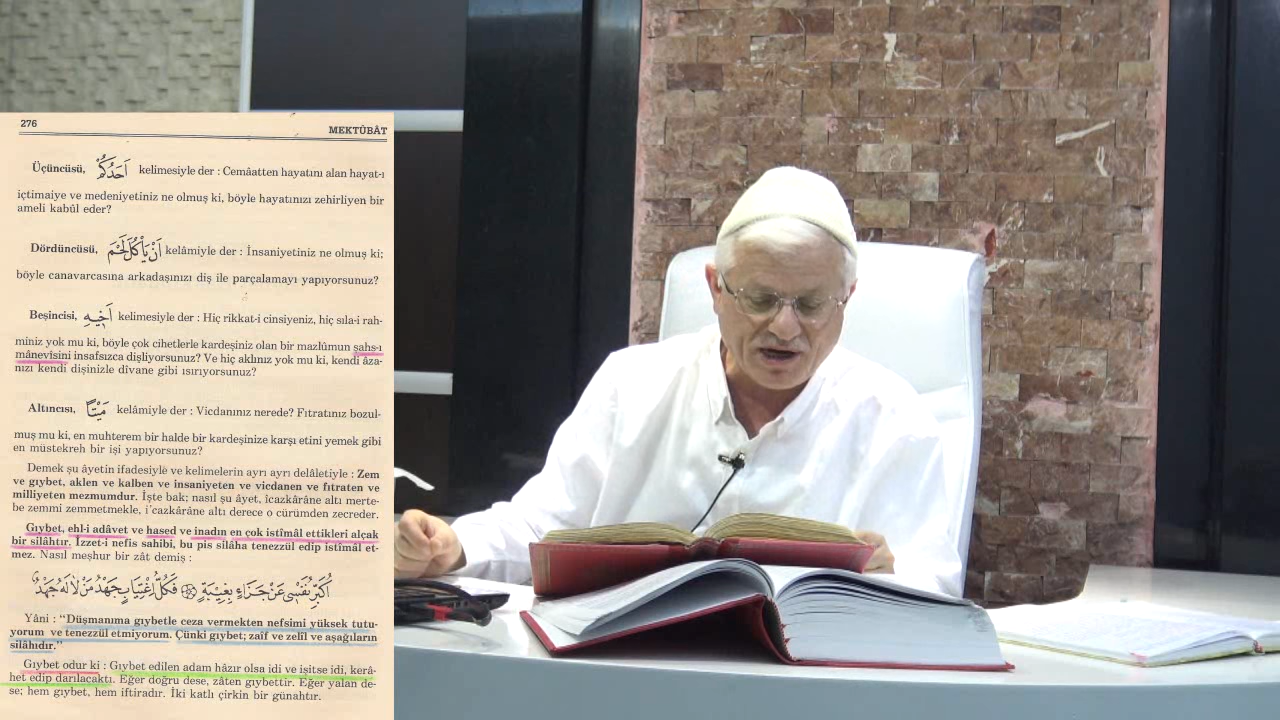 276
MEKTÛBÂT
Üçüncüsü, اَحَدُكُمْ kelimesiyle der : Cemâatten hayatını alan hayat-ı
içtimaiye ve medeniyetiniz ne olmuş ki, böyle hayatınızı zehirliyen bir
ameli kabûl eder?
Dördüncüsü, اَنْ يَاْكُلَ لَحْمَ kelâmiyle der : İnsaniyetiniz ne olmuş ki;
böyle canavarcasına arkadaşınızı diş ile parçalamayı yapıyorsunuz?
Beşincisi, اَخِيهِ kelimesiyle der : Hiç rikkat-i cinsiyeniz, hiç sıla-i rah-
miniz yok mu ki, böyle çok cihetlerle kardeşiniz olan bir mazlûmun şahs-ı
mânevîsini insafsızca dişliyorsunuz? Ve hiç aklınız yok mu ki, kendi âza-
nızı kendi dişinizle divane gibi ısırıyorsunuz?
Altıncısı, مَيْتًا kelâmiyle der : Vicdanınız nerede? Fıtratınız bozul-
muş mu ki, en muhterem bir halde bir kardeşinize karşı etini yemek gibi
en müstekreh bir işi yapıyorsunuz?
Demek şu âyetin ifadesiyle ve kelimelerin ayrı ayrı delâletiyle : Zem
ve gıybet, aklen ve kalben ve insaniyeten ve vicdanen ve fıtraten ve
milliyeten mezmumdur. İşte bak; nasıl şu âyet, îcazkârâne altı merte-
be zemmi zemmetmekle, i'cazkârâne altı derece o cürümden zecreder.
Gıybet, ehl-i adâvet ve hased ve inadın en çok istîmâl ettikleri alçak
bir silâhtır. İzzet-i nefis sahibi, bu pis silâha tenezzül edip istimâl et-
mez. Nasıl meşhur bir zât demiş :
اُكَبِّرُ نَفْسِى عَنْ جَزَاءٍ بِغِيْبَةٍ ❊ فَكُلُّ اِغْتِيَابٍ جَهْدُ مَنْ لاَ لَهُ جَهْدٌ
Yâni : "Düşmanıma gıybetle ceza vermekten nefsimi yüksek tutu-
yorum ve tenezzül etmiyorum. Çünki gıybet; zaîf ve zelîl ve aşağıların
silâhıdır."
Gıybet odur ki : Gıybet edilen adam hâzır olsa idi ve işitse idi, kerâ-
het edip darılacaktı. Eğer doğru dese, zâten gıybettir. Eğer yalan de-
se; hem gıybet, hem iftiradır. İki katlı çirkin bir günahtır.